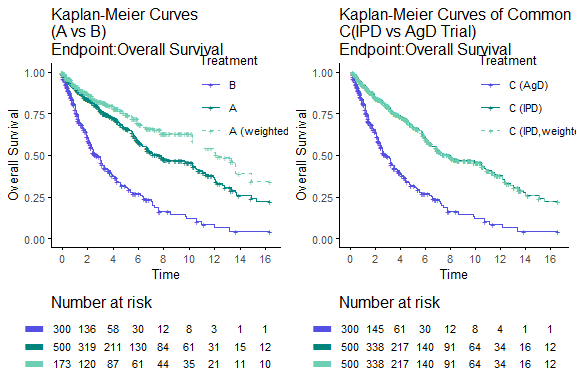 Kaplan-Meier Curves
(A vs B)
Endpoint:Overall Survival
Treatment
B
A
A (weighted
Overall Survival
1.00
0.75
0.50
0.25
0.00
0 2 4 6 8 10 12 14 16
Time
Number at risk
300 136 58 30 12 8 3 1 1
500 319 211 130 84 61 31 15 12
173 120 87 61 44 35 21 11 10
Kaplan-Meier Curves of Common
C(IPD vs AgD Trial)
Endpoint:Overall Survival
Treatment
C (AgD)
C (IPD)
C (IPD,weighte
Overall Survival
1.00
0.75
0.50
0.25
0.00
0 2 4 6 8 10 12 14 16
Time
Number at risk
300 145 61 30 12 8 4 1 1
500 338 217 140 91 64 34 16 12
500 338 217 140 91 64 34 16 12